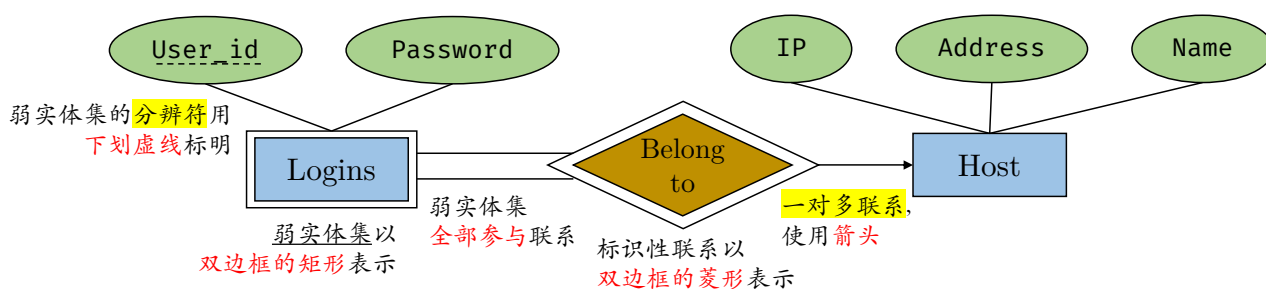 User_id
Password
IP
Address
Name
弱实体集的分辨符用
下划虚线标明
Logins
Belong
to
Host
弱实体集以
双边框的矩形表示
弱实体集
全部参与联系
标识性联系以
双边框的菱形表示
一对多联系,
使用箭头